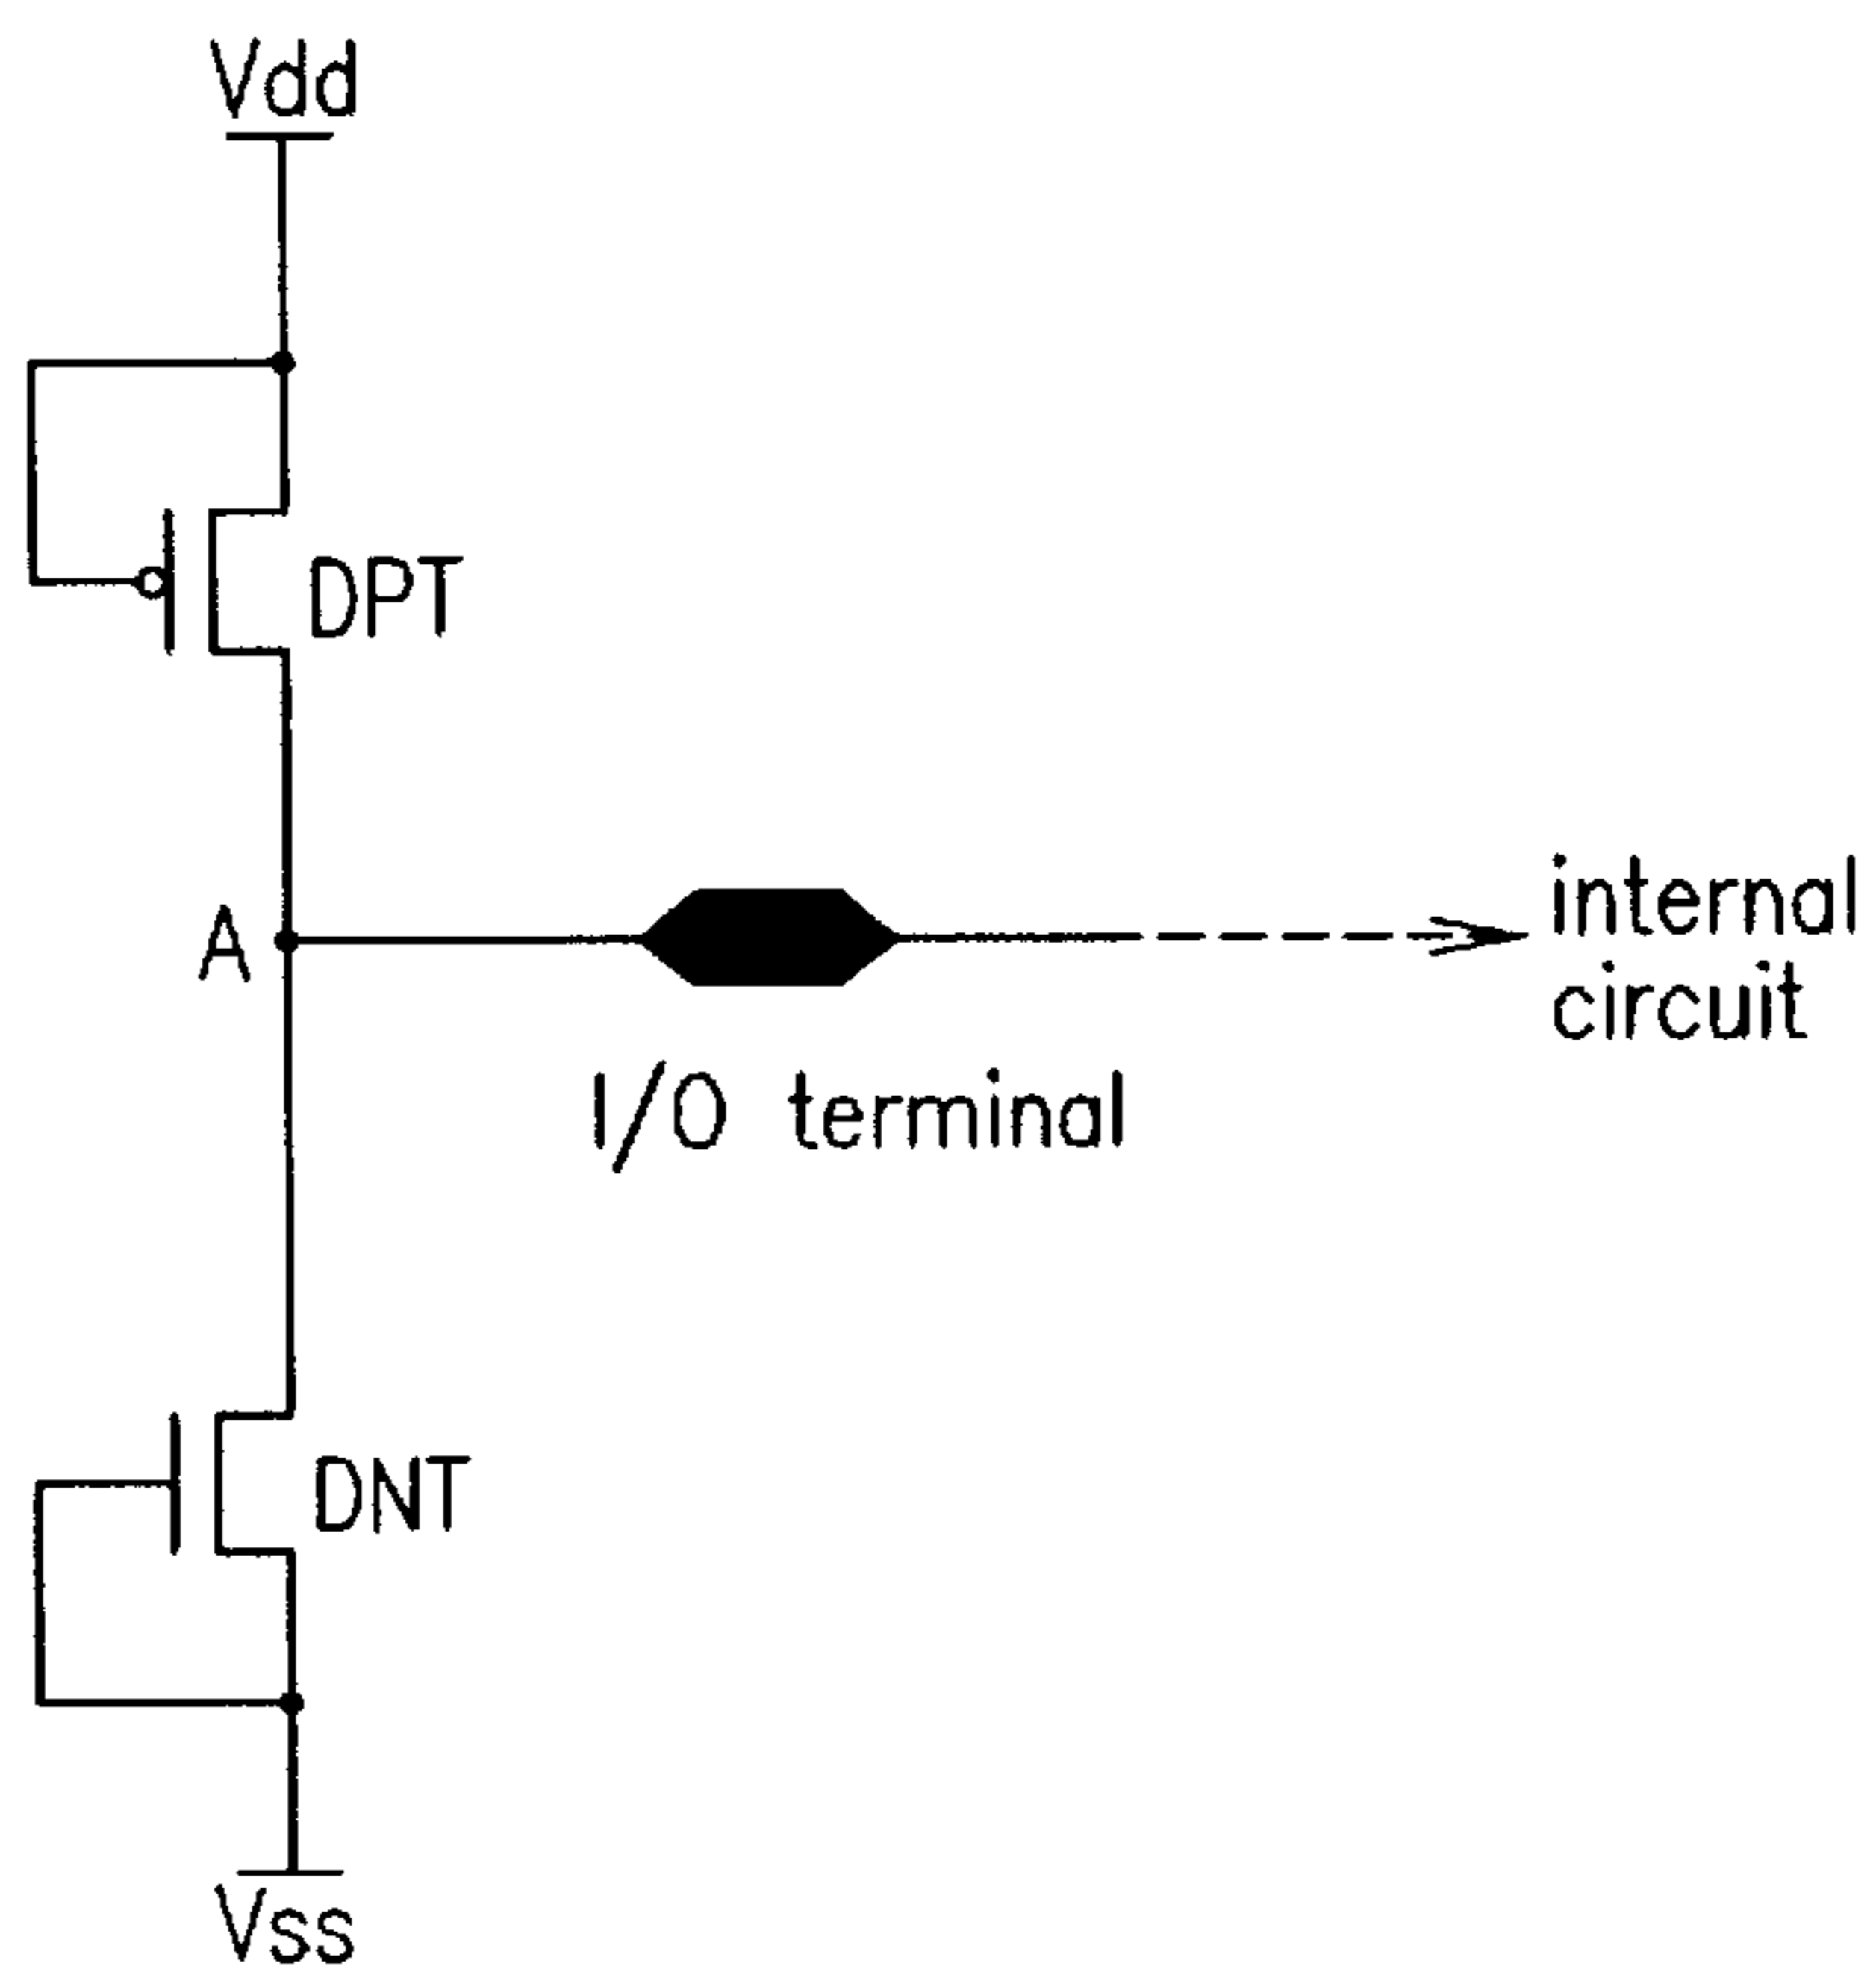 Vdd
DPT
A
internal
circuit
I/O terminal
DNT
Vss